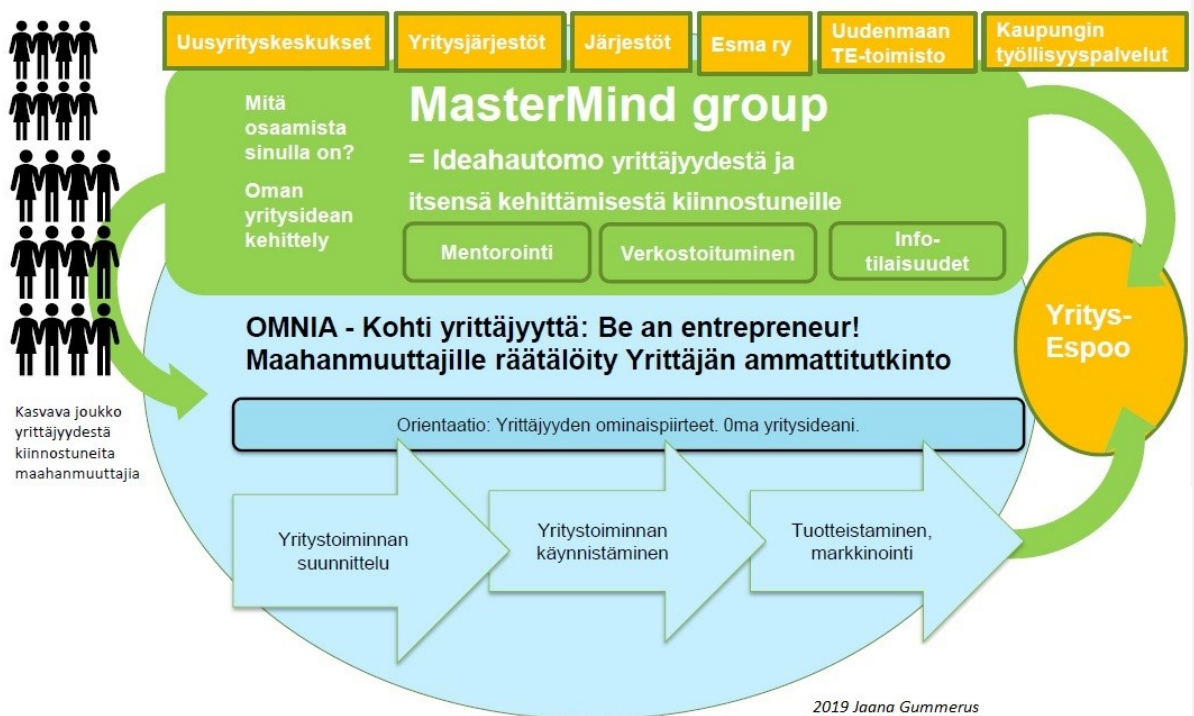 Uusyrityskeskukset
Yritysjärjestöt
Järjestöt
Esma ry
Uudenmaan
TE-toimisto
Kaupungin
työllisyyspalvelut
Mitä
osaamista
sinulla on?
Oman
yritysidean
kehittely
MasterMind group
= Ideahautomo yrittäjyydestä ja
itsensä kehittämisestä kiinnostuneille
Mentorointi
Verkostoituminen
Info-
tilaisuudet
Yritys-
Espoo
OMNIA - Kohti yrittäjyyttä: Be an entrepreneur!
Maahanmuuttajille räätälöity Yrittäjän ammattitutkinto
Kasvava joukko
yrittäjyydestä
kiinnostuneita
maahanmuuttajia
Orientaatio: Yrittäjyyden ominaispiirteet. 0ma yritysideani.
Yritystoiminnan
suunnittelu
Yritystoiminnan
käynnistäminen
Tuotteistaminen,
markkinointi
2019 Jaana Gummerus